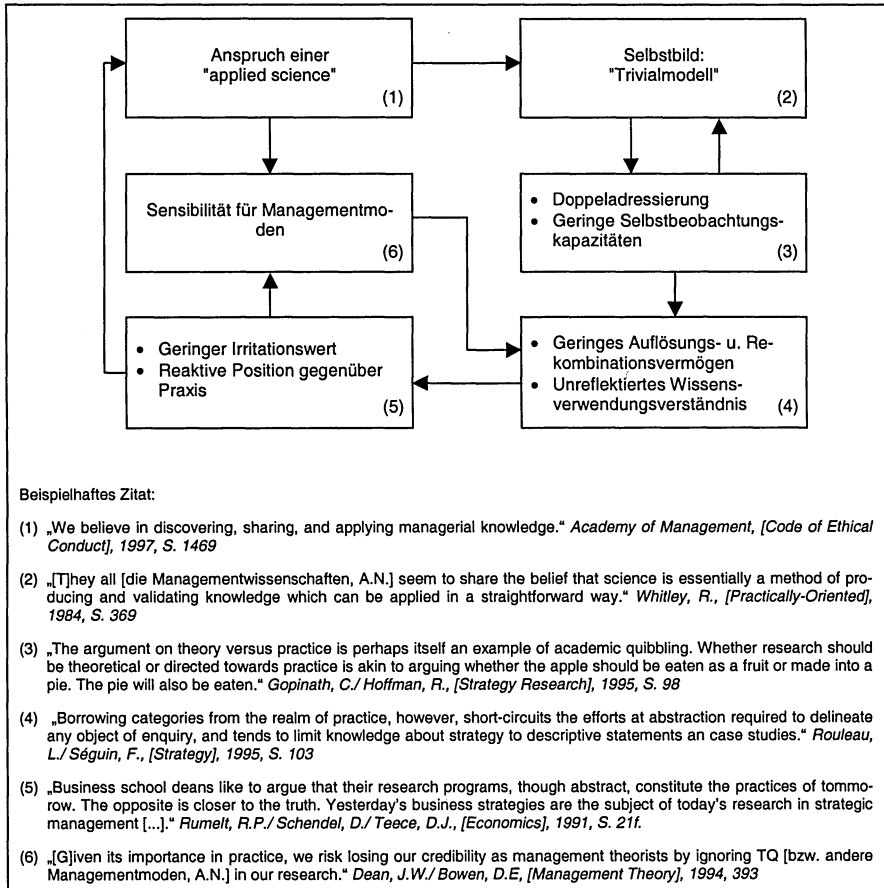 Anspruch einer
"applied science"
(1)
Selbstbild:
"Trivialmodell"
(2)
Sensibilität für Managementmo-
den
(6)
• Doppeladressierung
• Geringe Selbstbeobachtungs-
kapazitäten
(3)
• Geringer Irritationswert
• Reaktive Position gegenüber
Praxis
(5)
• Geringes Auflösungs- u. Re-
kombinationsvermögen
• Unreflektiertes Wissens-
verwendungsverständnis
(4)
Beispielhaftes Zitat:
(1) „We believe in discovering, sharing, and applying managerial knowledge.“ Academy of Management, [Code of Ethical
Conduct], 1997, S. 1469
(2) „[T]hey all [die Managementwissenschaften, A.N.] seem to share the belief that science is essentially a method of pro-
ducing and validating knowledge which can be applied in a straightforward way.“ Whitley, R., [Practically-Oriented],
1984, S. 369
(3) „The argument on theory versus practice is perhaps itself an example of academic quibbling. Whether research should
be theoretical or directed towards practice is akin to arguing whether the apple should be eaten as a fruit or made into a
pie. The pie will also be eaten.“ Gopinath, C./ Hoffman, R., [Strategy Research], 1995, S. 98
(4) „Borrowing categories from the realm of practice, however, short-circuits the efforts at abstraction required to delineate
any object of enquiry, and tends to limit knowledge about strategy to descriptive statements an case studies.“ Rouleau,
L./ Séguin, F., [Strategy], 1995, S. 103
(5) „Business school deans like to argue that their research programs, though abstract, constitute the practices of tommo-
row. The opposite is closer to the truth. Yesterday's business strategies are the subject of today's research in strategic
management [...].“ Rumelt, R.P./ Schendel, D./ Teece, D.J., [Economics], 1991, S. 21f.
(6) „[G]iven its importance in practice, we risk losing our credibility as management theorists by ignoring TQ [bzw. andere
Managementmoden, A.N.] in our research.“ Dean, J.W./ Bowen, D.E, [Management Theory], 1994, 393